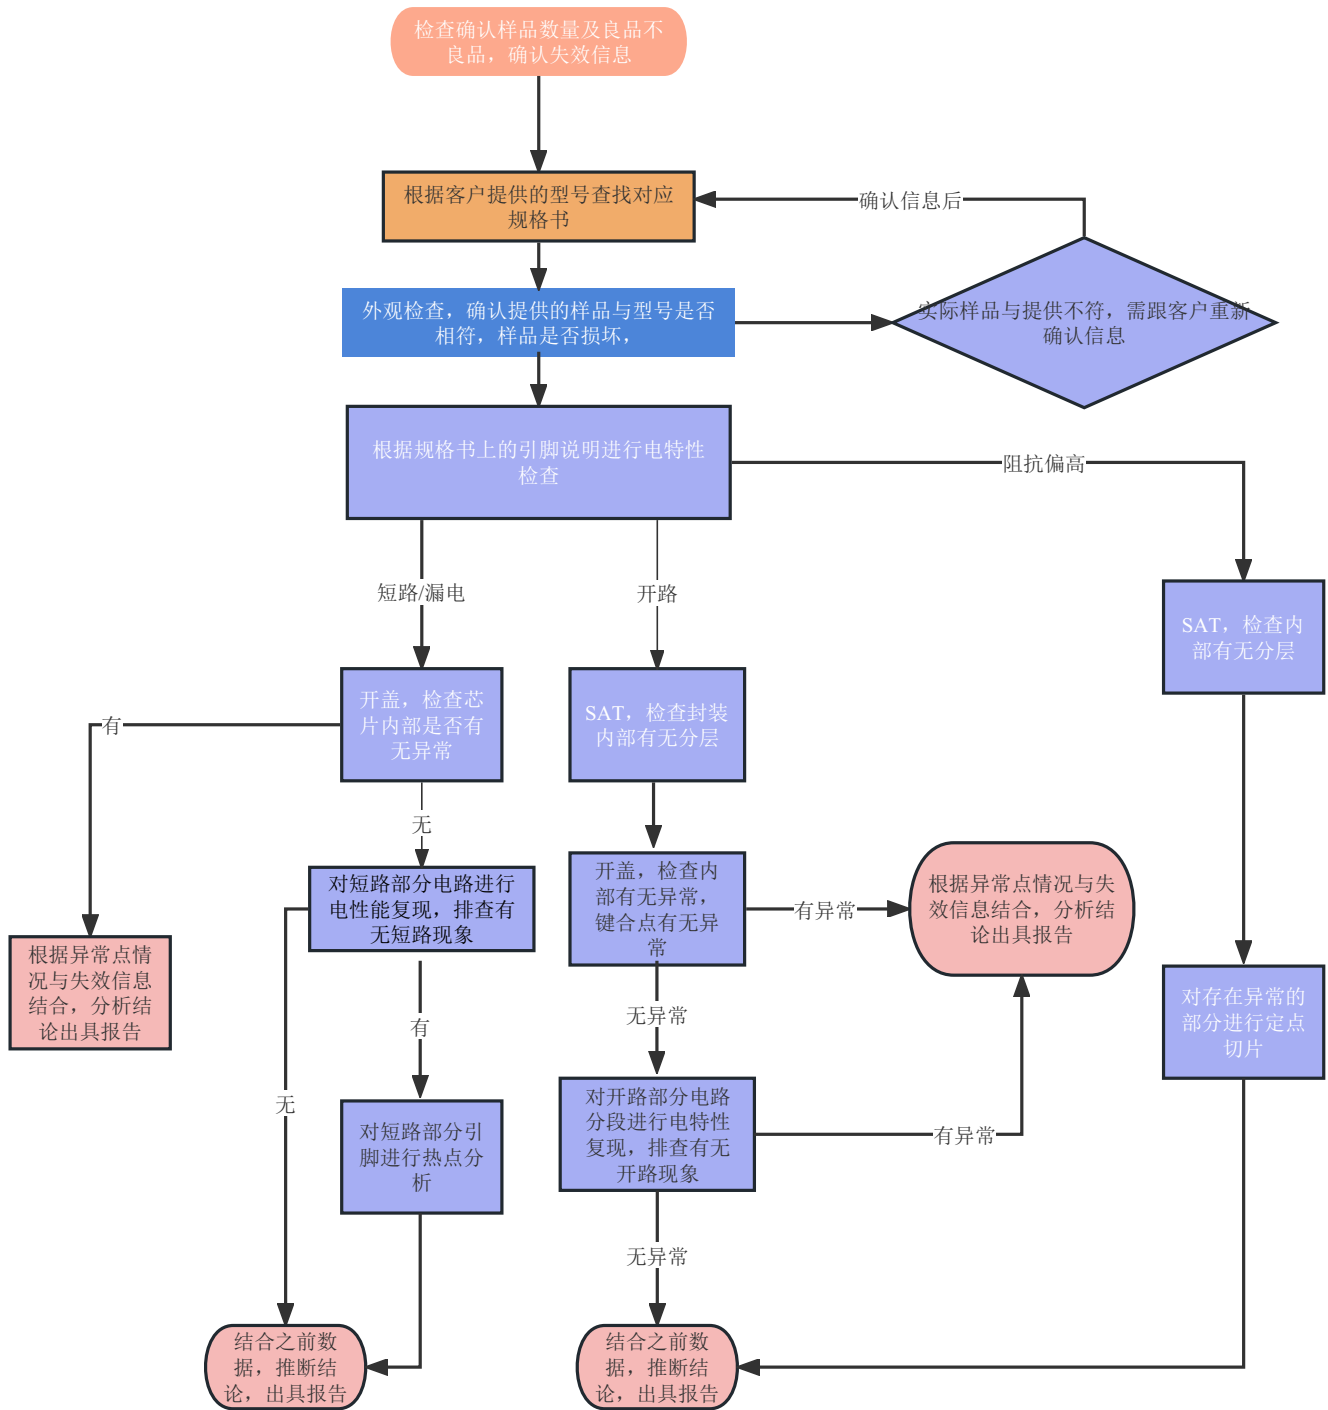 检查确认样品数量及良品不
良品，确认失效信息
根据客户提供的型号查找对应
规格书
确认信息后
外观检查，确认提供的样品与型号是否
相符，样品是否损坏，
实际样品与提供不符，需跟客户重新
确认信息
根据规格书上的引脚说明进行电特性
检查
阻抗偏高
短路/漏电
开路
SAT，检查内
部有无分层
开盖，检查芯
片内部是否有
无异常
SAT，检查封装
内部有无分层
有
无
对短路部分电路进行
电性能复现，排查有
无短路现象
开盖，检查内
部有无异常，
键合点有无异
常
有异常
根据异常点情况与失
效信息结合，分析结
论出具报告
根据异常点情
况与失效信息
结合，分析结
论出具报告
对存在异常的
部分进行定点
切片
有
无异常
无
对短路部分引
脚进行热点分
析
对开路部分电路
分段进行电特性
复现，排查有无
开路现象
有异常
无异常
结合之前数
据，推断结
论，出具报告
结合之前数
据，推断结
论，出具报告